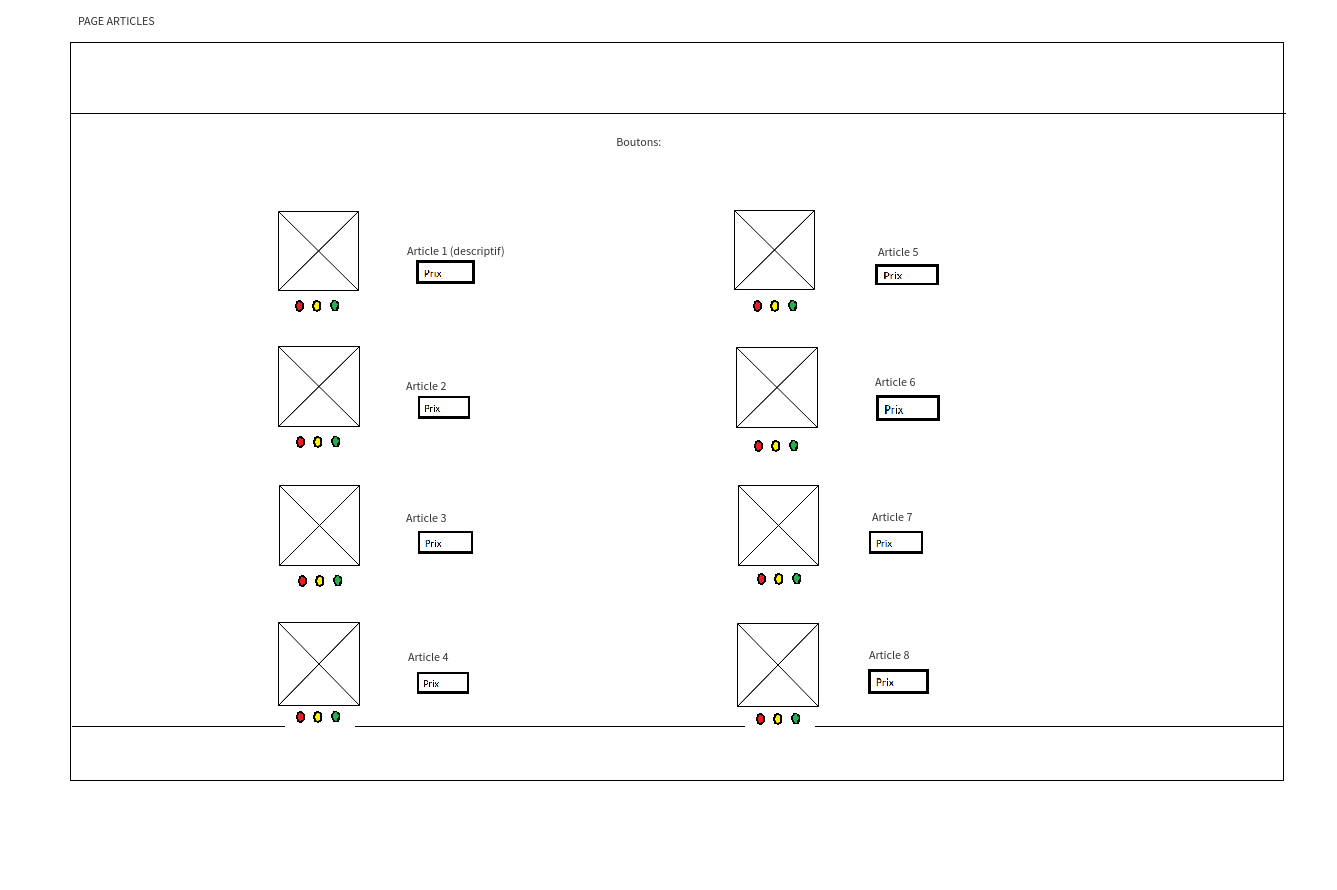 PAGE ARTICLES
Boutons:
Article 1 (descriptif)
Prix
Article 5
Prix
Article 2
Prix
Article 6
Prix
Article 3
Prix
Article 7
Prix
Article 4
Prix
Article 8
Prix